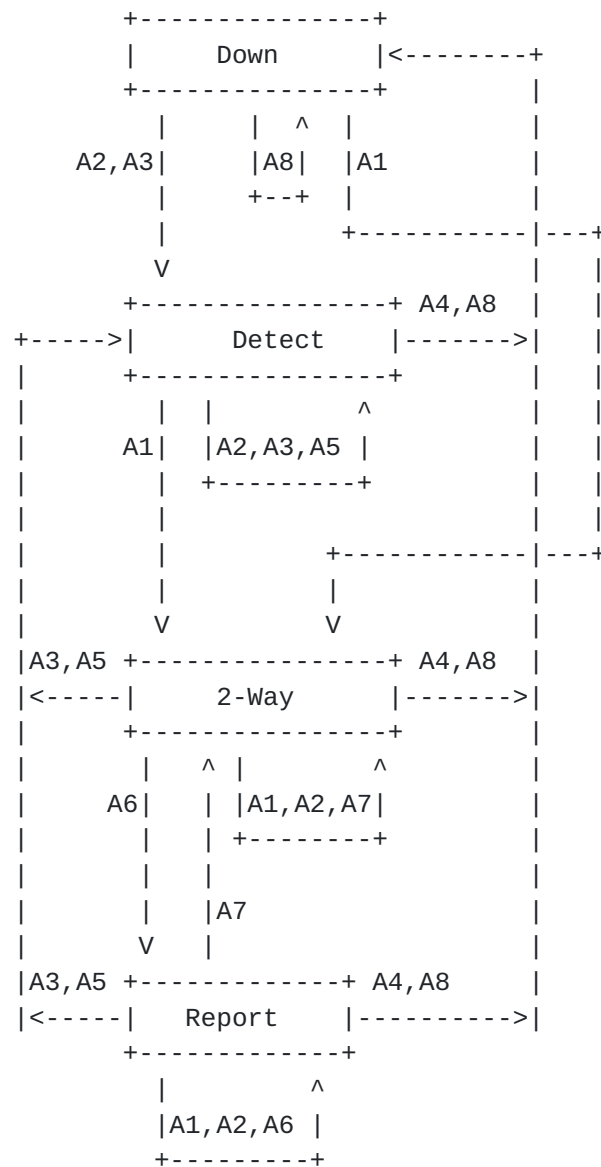 Down
A2,A3 A8 A1
A4,A8
Detect
A1 A2,A3,A5
A3,A5 A4,A8
2-Way
A6 A1,A2,A7
A7
A3,A5 A4,A8
Report
A1,A2,A6